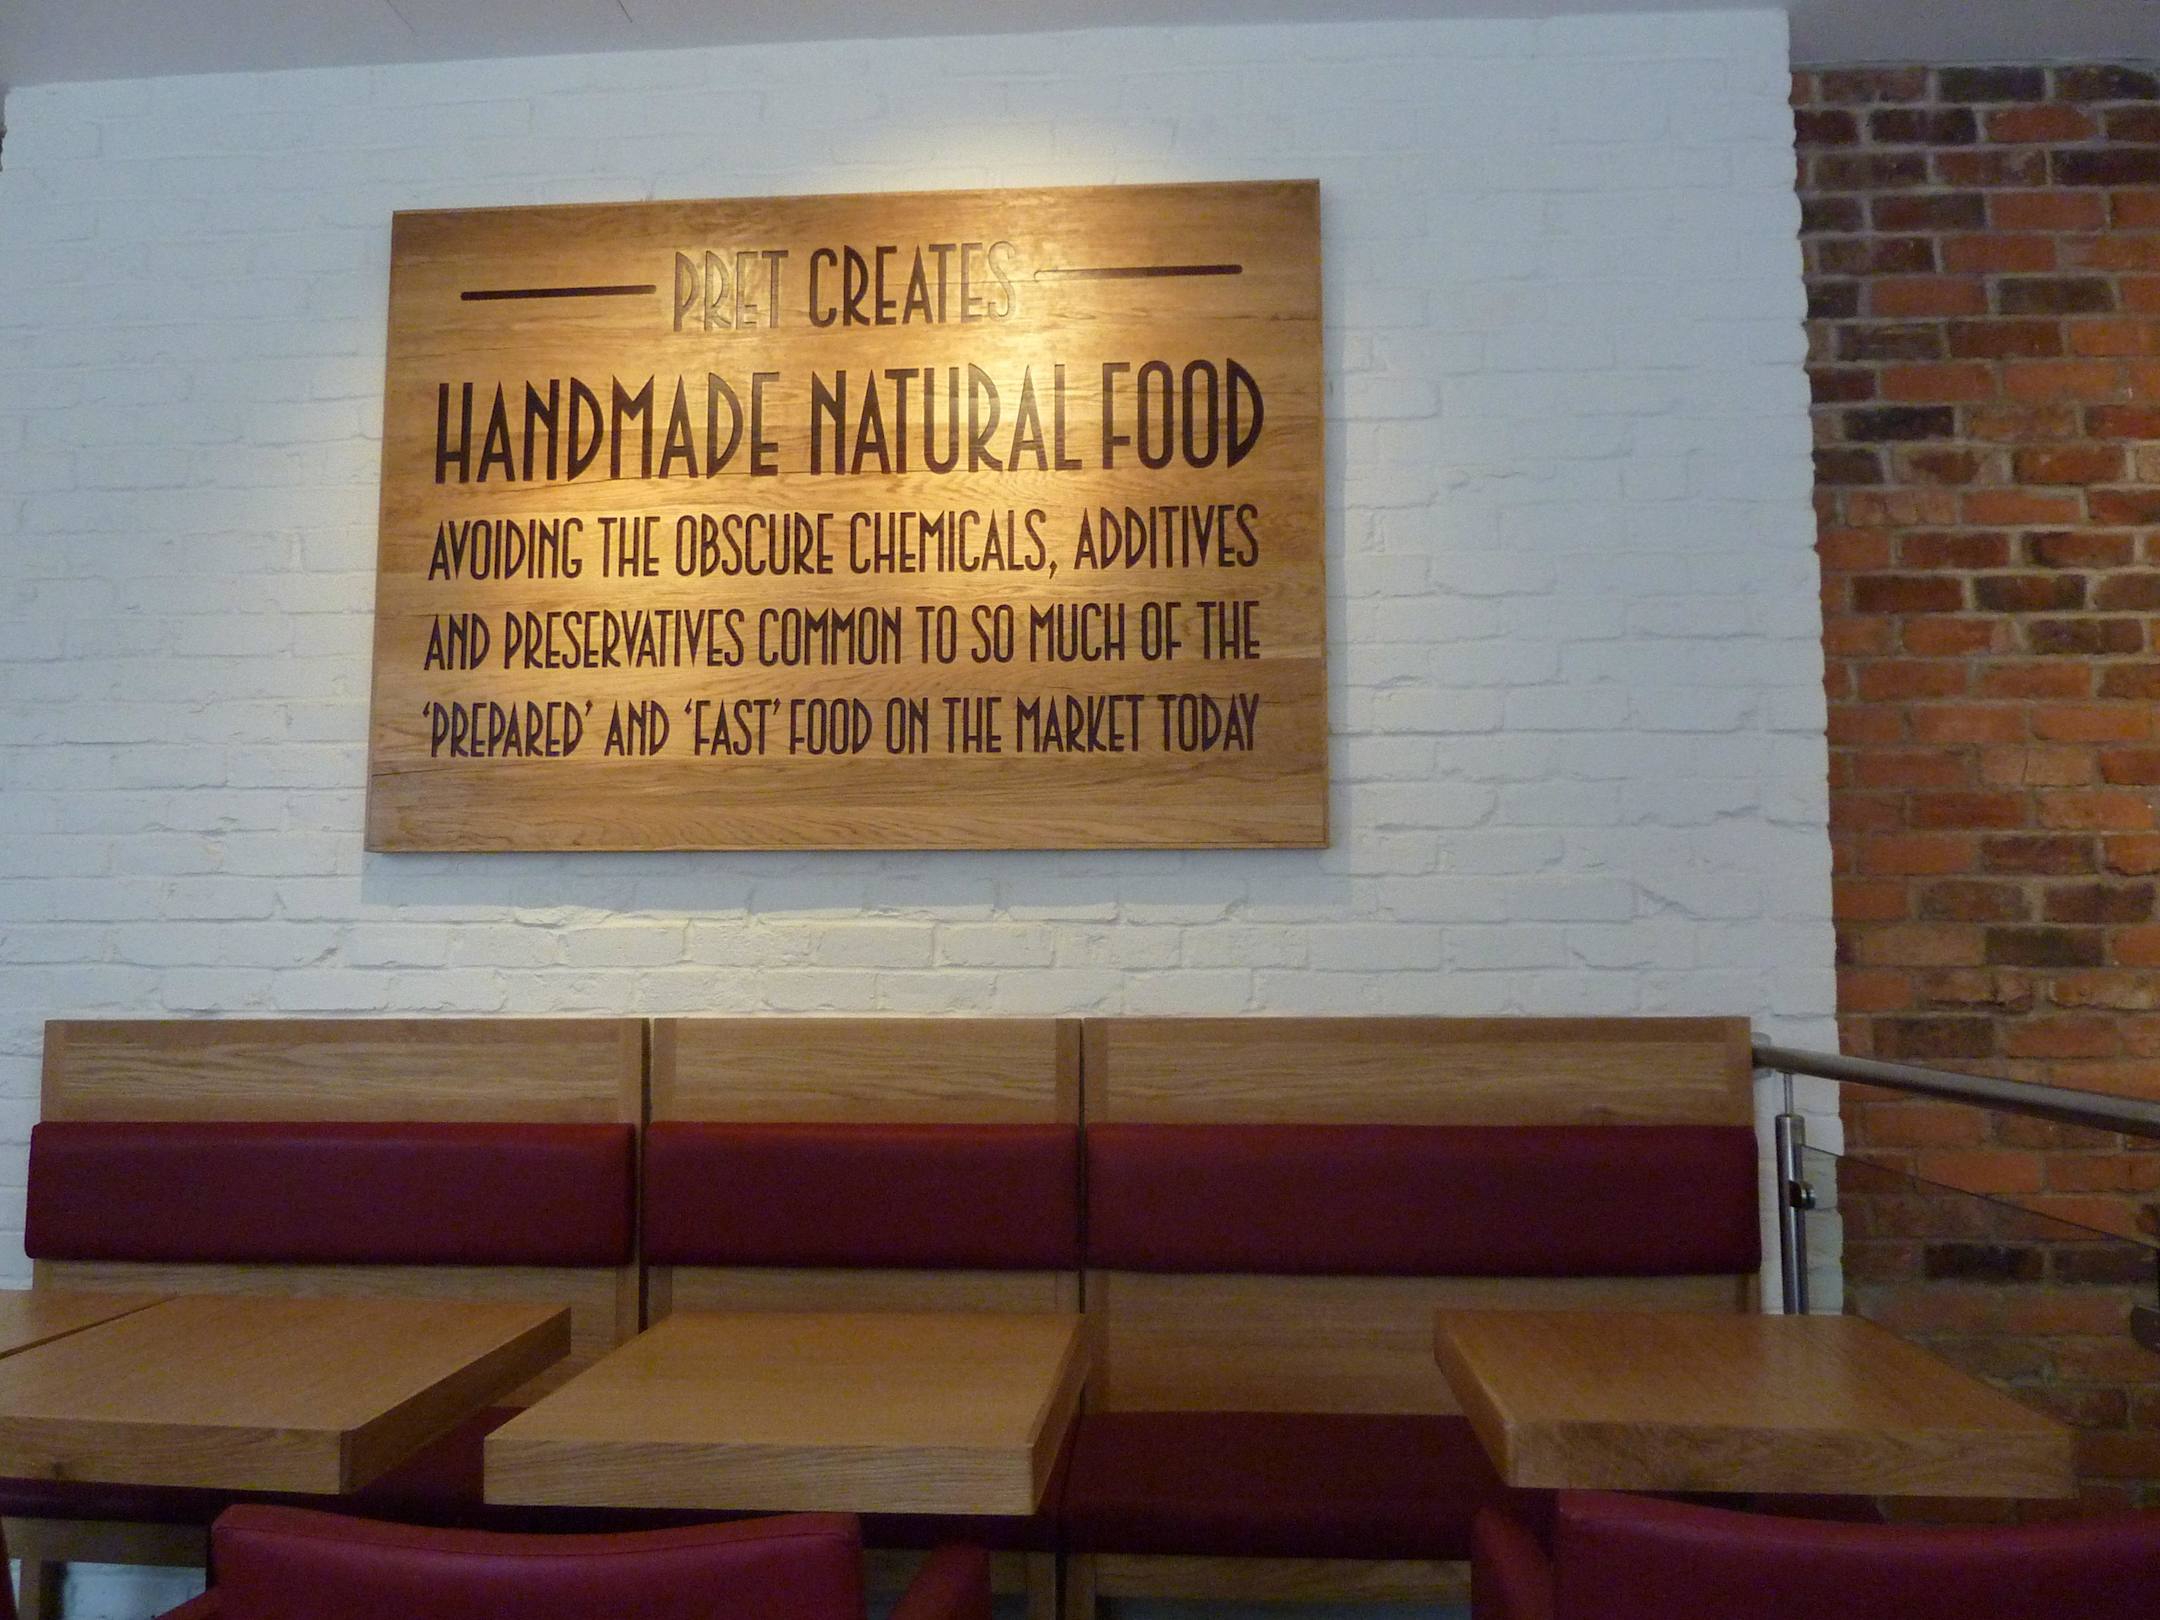 PRET CREATES
HANDMADE NATURAL FOOD
AVOIDING THE OBSCURE CHEMICALS, ADDITIVES
AND PRESERVATIVES COMMON TO SO MUCH OF THE
‘PREPARED’ AND ‘FAST’ FOOD ON THE MARKET TODAY